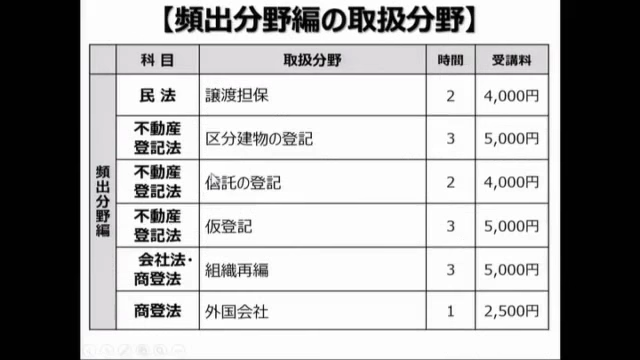 【頻出分野編の取扱分野】
科目 取扱分野 時間 受講料
頻出分野編
民法 譲渡担保 2 4,000円
不動産
登記法 区分建物の登記 3 5,000円
不動産
登記法 信託の登記 2 4,000円
不動産
登記法 仮登記 3 5,000円
会社法・
商登法 組織再編 3 5,000円
商登法 外国会社 1 2,500円